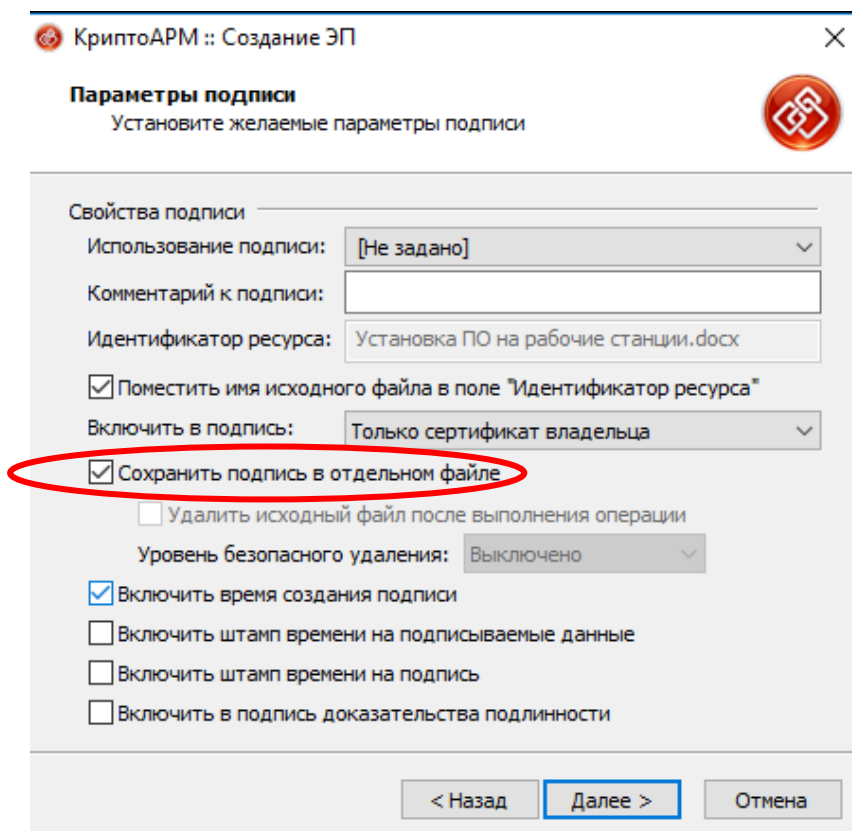 КриптоАРМ :: Создание ЭП
Параметры подписи
Установите желаемые параметры подписи
Свойства подписи
Использование подписи: [Не задано]
Комментарий к подписи:
Идентификатор ресурса: Установка ПО на рабочие станции.docx
Поместить имя исходного файла в поле "Идентификатор ресурса"
Включить в подпись: Только сертификат владельца
Сохранить подпись в отдельном файле
Удалить исходный файл после выполнения операции
Уровень безопасного удаления: Выключено
Включить время создания подписи
Включить штамп времени на подписываемые данные
Включить штамп времени на подпись
Включить в подпись доказательства подлинности
< Назад Далее > Отмена